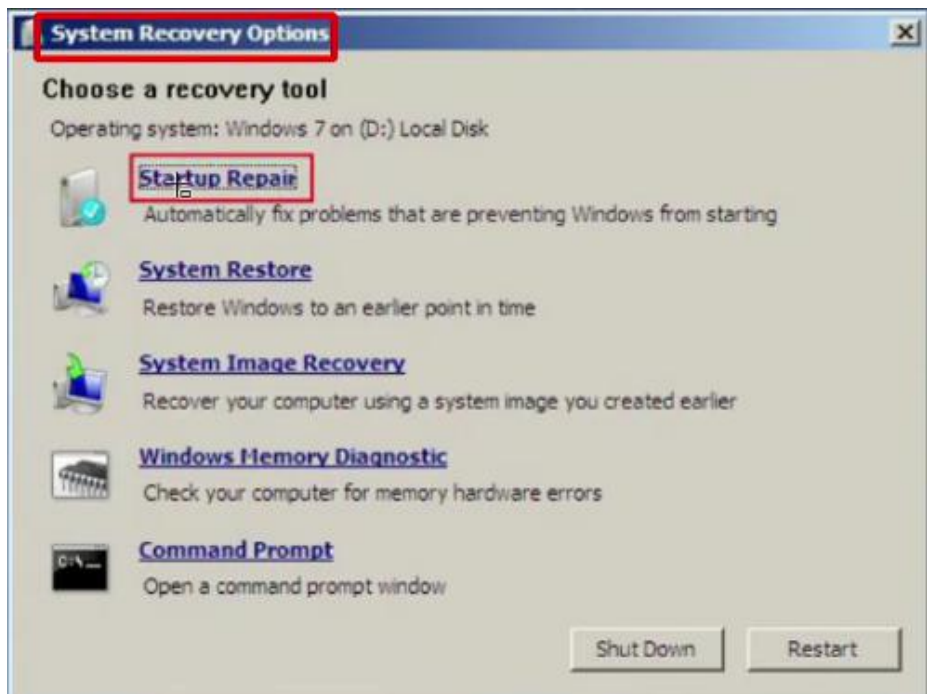 System Recovery Options
Choose a recovery tool
Operating system: Windows 7 on (D:) Local Disk
Startup Repair
Automatically fix problems that are preventing Windows from starting
System Restore
Restore Windows to an earlier point in time
System Image Recovery
Recover your computer using a system image you created earlier
Windows Memory Diagnostic
Check your computer for memory hardware errors
C:\_
Command Prompt
Open a command prompt window
Shut Down
Restart